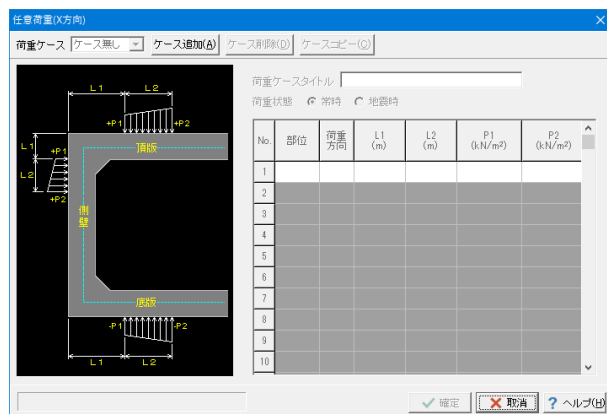 任意荷重(X方向)
荷重ケース ケース無し ケース追加(A) ケース削除(D) ケースコピー(C)
荷重ケースタイトル
荷重状態 常時 地震時
L1 L2
+P1 +P2
頂版
L1 +P1
L2
+P2
側壁
底版
-P1 -P2
L1 L2
No. 部位 荷重方向 L1(m) L2(m) P1(kN/m²) P2(kN/m²)
1
2
3
4
5
6
7
8
9
10
確定 取消 ? ヘルプ(H)